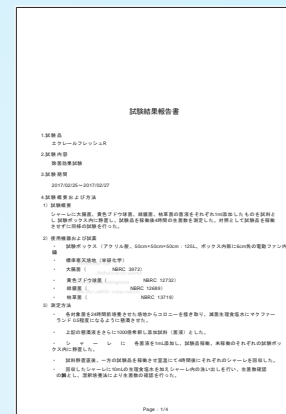 試験結果報告書
1.試験品
エクレールフレッシュR
2.試験内容
除菌効果試験
3.試験期間
2017/02/25～2017/02/27
4.試験概要および方法
1) 試験概要
シャーレに大腸菌、黄色ブドウ球菌、緑膿菌、枯草菌の菌液をそれぞれ1ml添加したものを試料と
し試験ボックス内に静置し、試験品を稼働後4時間の生菌数を測定した。対照として試験品を稼働
させずに同様の試験を行った。
2) 使用機器および試薬
・ 試験ボックス（アクリル製、50cm×50cm×50cm：125L、ボックス内部に6cm角の電動ファン内
蔵
・ 標準寒天培地（栄研化学）
・ 大腸菌（ NBRC 3972）
・ 黄色ブドウ球菌（ NBRC 12732）
・ 緑膿菌（ NBRC 12689）
・ 枯草菌（ NBRC 13719）
3) 測定方法
・ 各対象菌を24時間前培養させた培地からコロニーを掻き取り、滅菌生理食塩水にマクファー
ランド 0.5程度になるように懸濁させた。
・ 上記の懸濁液をさらに1000倍希釈し添加試料（菌液）とした。
・ シャーレに 各菌液を1ml添加し、試験品稼働、未稼働のそれぞれの試験ボッ
クス内に静置した。
・ 試料静置直後、一方の試験品を稼働させて室温にて4時間後にそれぞれのシャーレを回収した。
・ 回収したシャーレに10mLの生理食塩水を加えシャーレ内の洗い出しを行い、生菌数確認
の■とし、混釈培養法により生菌数の確認を行った。
Page：1/4